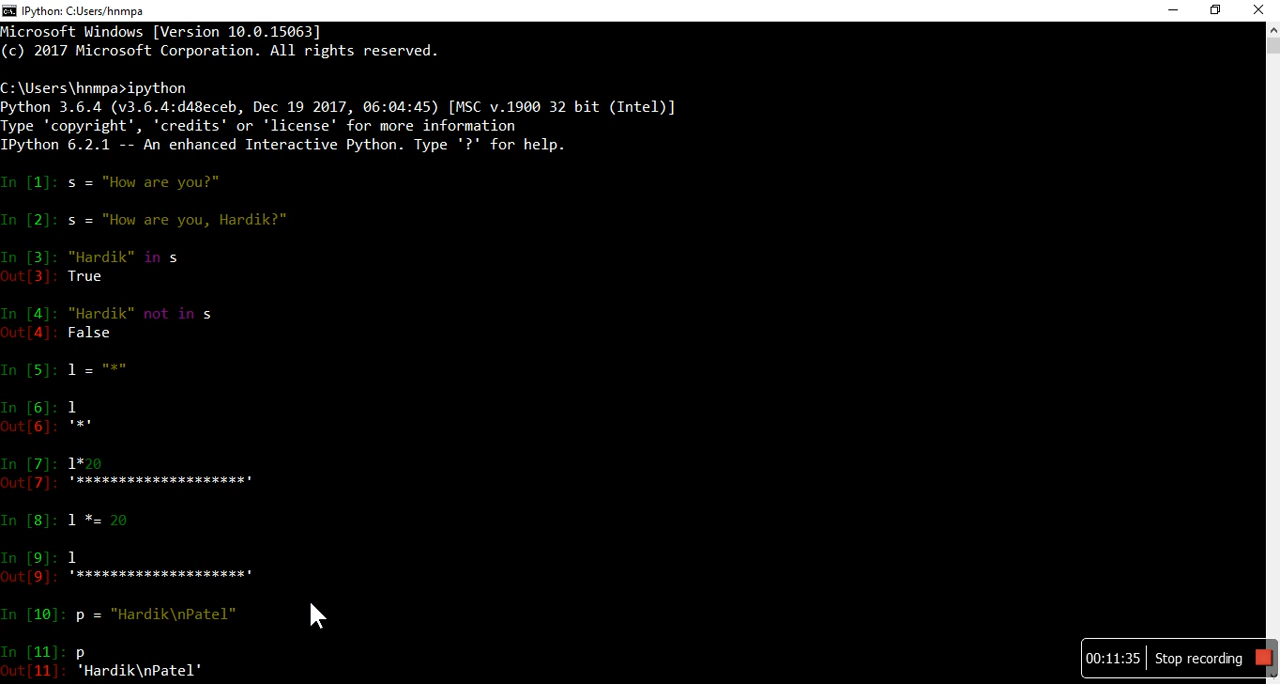 IPython: C:Users/hnmpa
Microsoft Windows [Version 10.0.15063]
(c) 2017 Microsoft Corporation. All rights reserved.
C:\Users\hnmpa>ipython
Python 3.6.4 (v3.6.4:d48eceb, Dec 19 2017, 06:04:45) [MSC v.1900 32 bit (Intel)]
Type 'copyright', 'credits' or 'license' for more information
IPython 6.2.1 -- An enhanced Interactive Python. Type '?' for help.
In [1]: s = "How are you?"
In [2]: s = "How are you, Hardik?"
In [3]: "Hardik" in s
Out[3]: True
In [4]: "Hardik" not in s
Out[4]: False
In [5]: l = "*"
In [6]: l
Out[6]: '*'
In [7]: l*20
Out[7]: '********************'
In [8]: l *= 20
In [9]: l
Out[9]: '********************'
In [10]: p = "Hardik\nPatel"
In [11]: p
Out[11]: 'Hardik\nPatel'
00:11:35 Stop recording